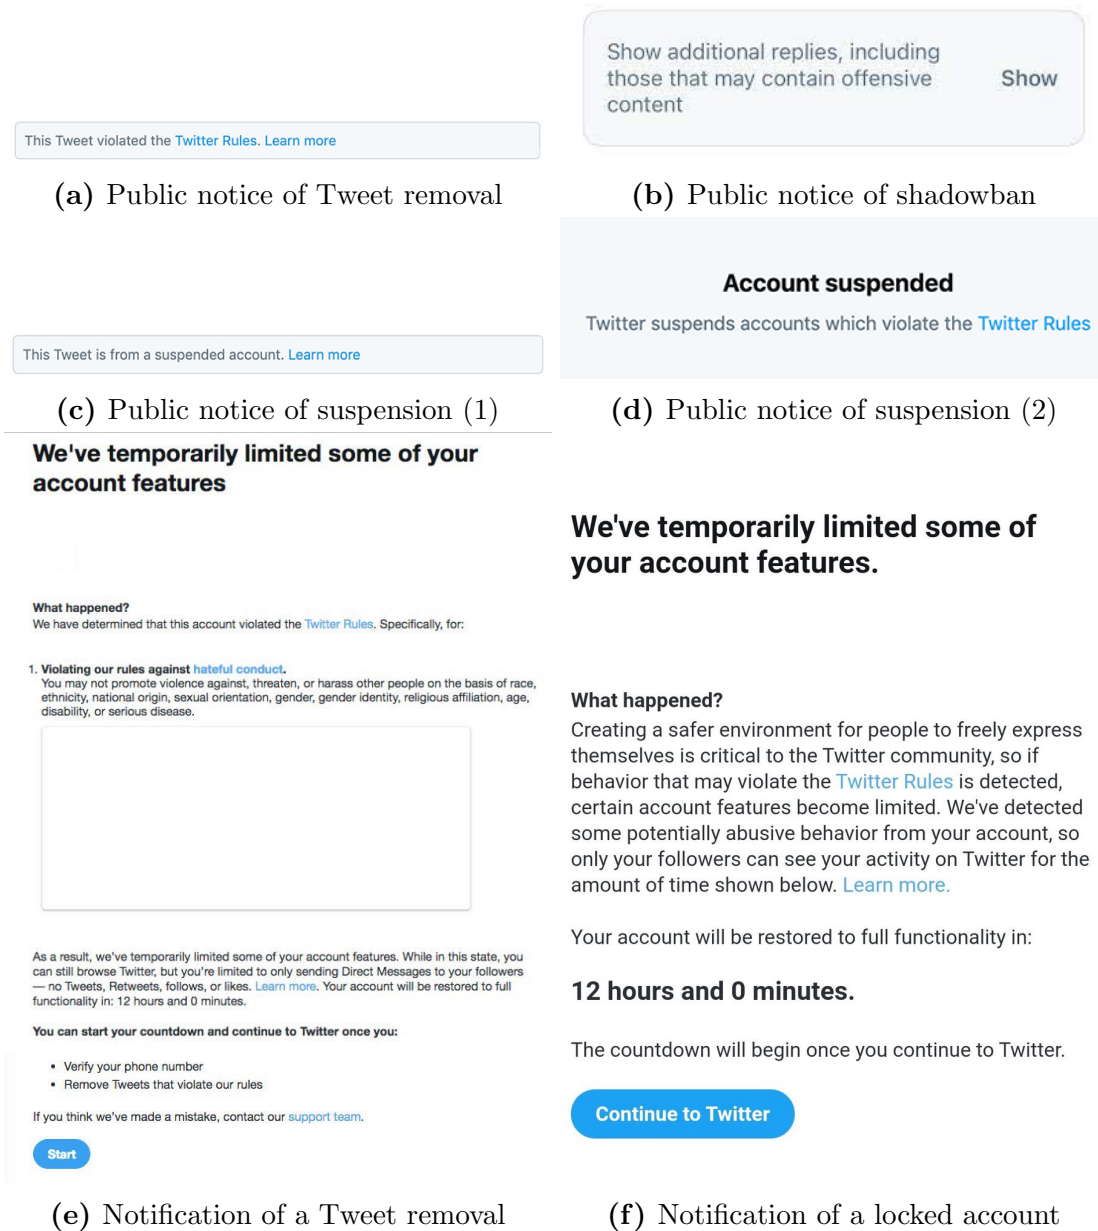 This Tweet violated the Twitter Rules. Learn more
(a) Public notice of Tweet removal
Show additional replies, including
those that may contain offensive
content
Show
(b) Public notice of shadowban
This Tweet is from a suspended account. Learn more
(c) Public notice of suspension (1)
Account suspended
Twitter suspends accounts which violate the Twitter Rules
(d) Public notice of suspension (2)
We've temporarily limited some of your
account features
What happened?
We have determined that this account violated the Twitter Rules. Specifically, for:
1. Violating our rules against hateful conduct.
You may not promote violence against, threaten, or harass other people on the basis of race,
ethnicity, national origin, sexual orientation, gender, gender identity, religious affiliation, age,
disability, or serious disease.
As a result, we've temporarily limited some of your account features. While in this state, you
can still browse Twitter, but you're limited to only sending Direct Messages to your followers
— no Tweets, Retweets, follows, or likes. Learn more. Your account will be restored to full
functionality in: 12 hours and 0 minutes.
You can start your countdown and continue to Twitter once you:
• Verify your phone number
• Remove Tweets that violate our rules
If you think we've made a mistake, contact our support team.
Start
(e) Notification of a Tweet removal
We've temporarily limited some of
your account features.
What happened?
Creating a safer environment for people to freely express
themselves is critical to the Twitter community, so if
behavior that may violate the Twitter Rules is detected,
certain account features become limited. We've detected
some potentially abusive behavior from your account, so
only your followers can see your activity on Twitter for the
amount of time shown below. Learn more.
Your account will be restored to full functionality in:
12 hours and 0 minutes.
The countdown will begin once you continue to Twitter.
Continue to Twitter
(f) Notification of a locked account